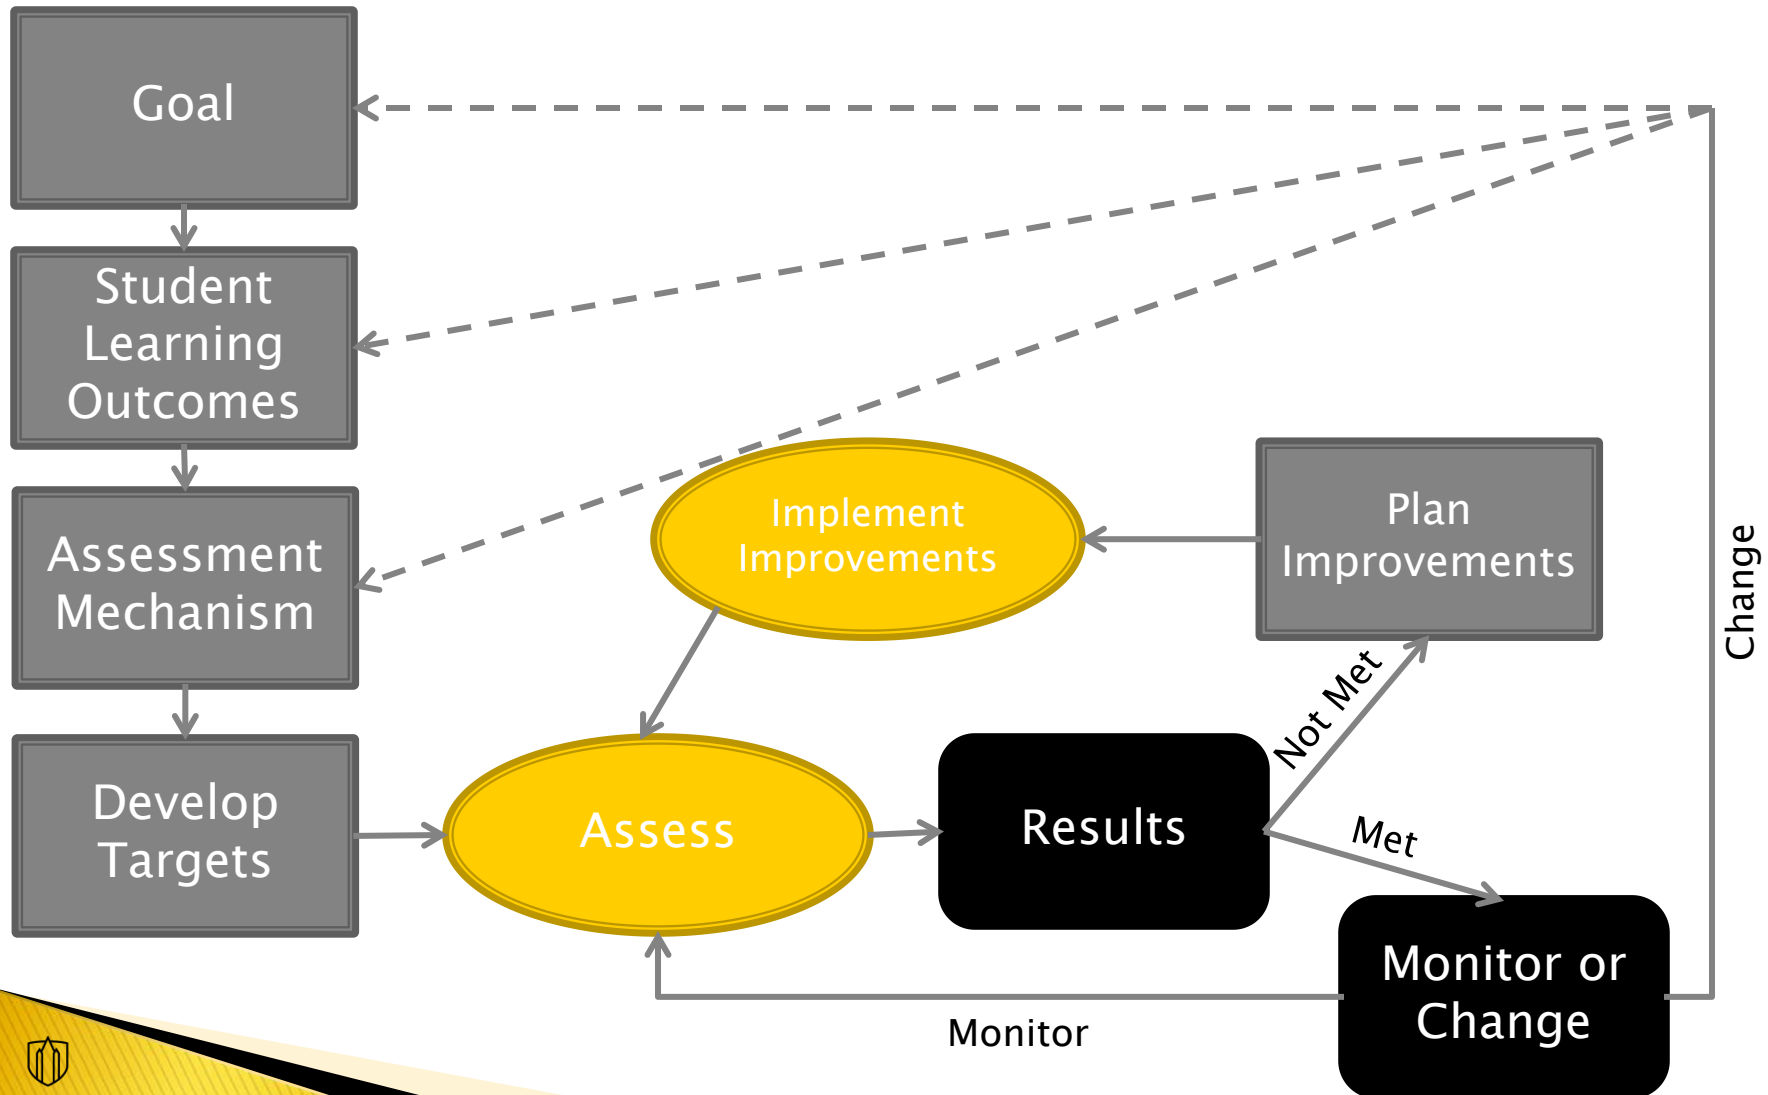 Goal
Student
Learning
Outcomes
Assessment
Mechanism
Develop
Targets
Implement
Improvements
Plan
Improvements
Change
Not Met
Assess
Results
Met
Monitor or
Change
Monitor